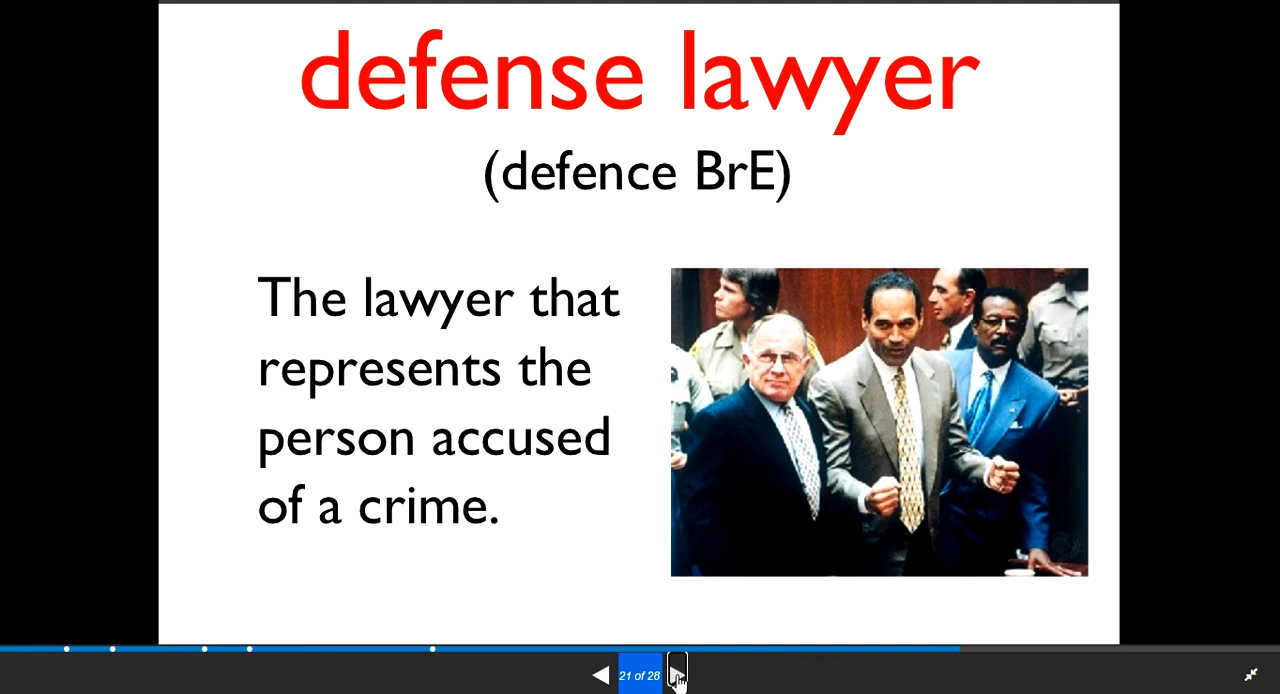 defense lawyer
(defence BrE)
The lawyer that
represents the
person accused
of a crime.
21 of 28